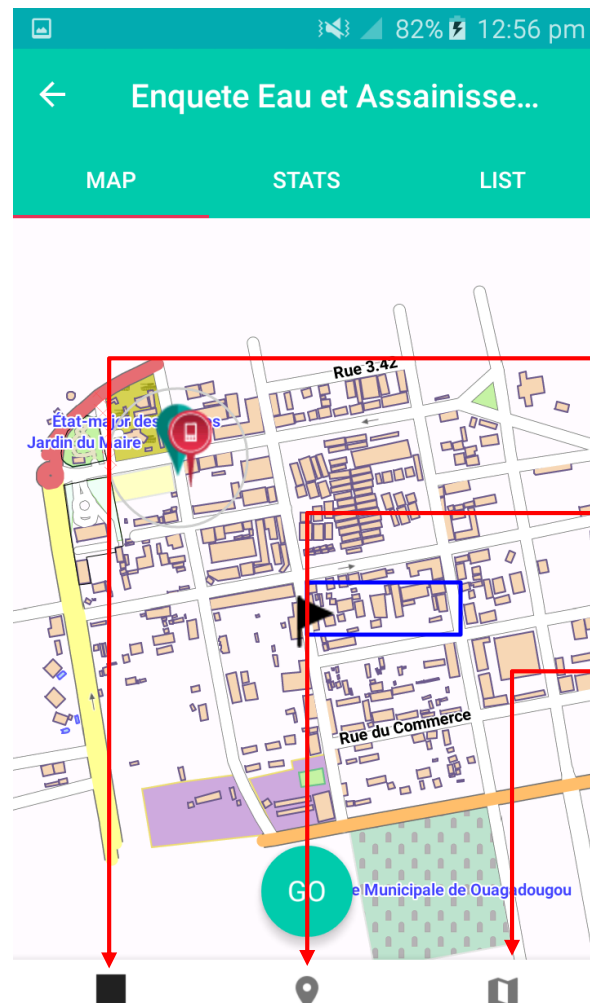 82% 12:56 pm
Enquete Eau et Assainisse...
MAP STATS LIST
Rue 3.42
État-major des s
Jardin du Maire
Rue du Commerce
GO
e Municipale de Ouagadougou